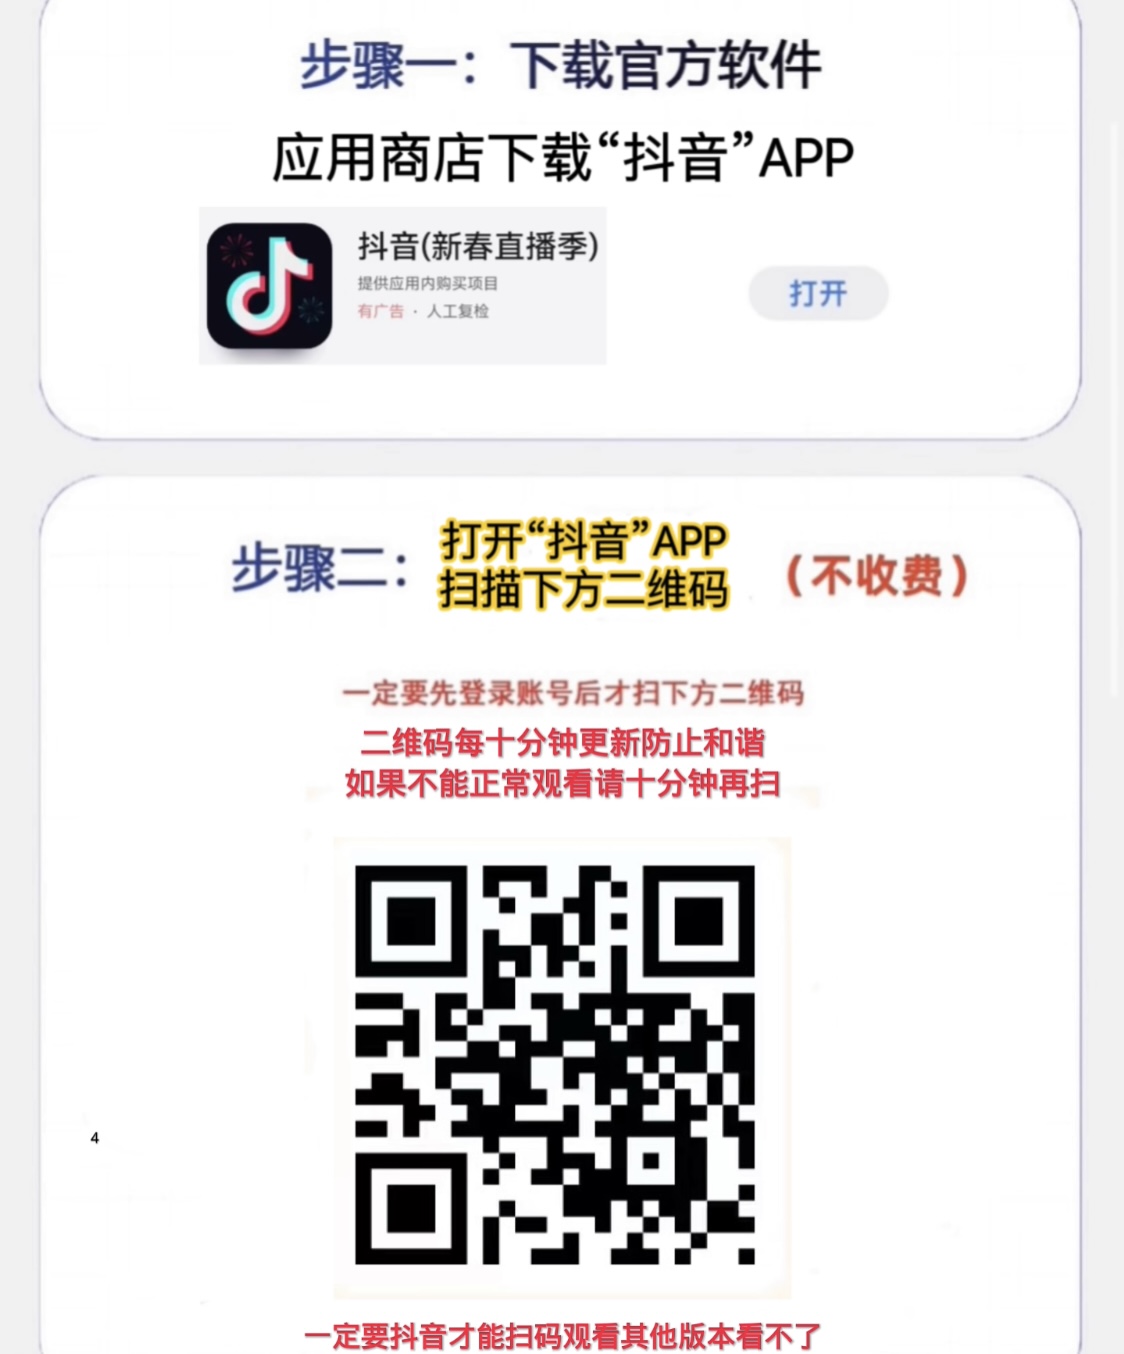 步骤一：下载官方软件
应用商店下载“抖音”APP
抖音(新春直播季)
提供应用内购买项目
有广告 · 人工复检
打开
步骤二：
打开“抖音”APP
扫描下方二维码
（不收费）
一定要先登录账号后才扫下方二维码
二维码每十分钟更新防止和谐
如果不能正常观看请十分钟再扫
4
一定要抖音才能扫码观看其他版本看不了